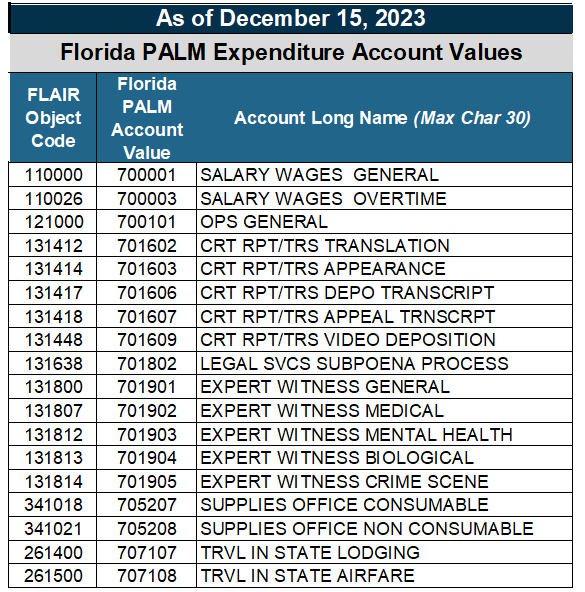 As of December 15, 2023
Florida PALM Expenditure Account Values
FLAIR Object Code	Florida PALM Account Value	Account Long Name (Max Char 30)
110000	700001	SALARY WAGES  GENERAL
110026	700003	SALARY WAGES  OVERTIME
121000	700101	OPS GENERAL
131412	701602	CRT RPT/TRS TRANSLATION
131414	701603	CRT RPT/TRS APPEARANCE
131417	701606	CRT RPT/TRS DEPO TRANSCRIPT
131418	701607	CRT RPT/TRS APPEAL TRNSCRPT
131448	701609	CRT RPT/TRS VIDEO DEPOSITION
131638	701802	LEGAL SVCS SUBPOENA PROCESS
131800	701901	EXPERT WITNESS GENERAL
131807	701902	EXPERT WITNESS MEDICAL
131812	701903	EXPERT WITNESS MENTAL HEALTH
131813	701904	EXPERT WITNESS BIOLOGICAL
131814	701905	EXPERT WITNESS CRIME SCENE
341018	705207	SUPPLIES OFFICE CONSUMABLE
341021	705208	SUPPLIES OFFICE NON CONSUMABLE
261400	707107	TRVL IN STATE LODGING
261500	707108	TRVL IN STATE AIRFARE